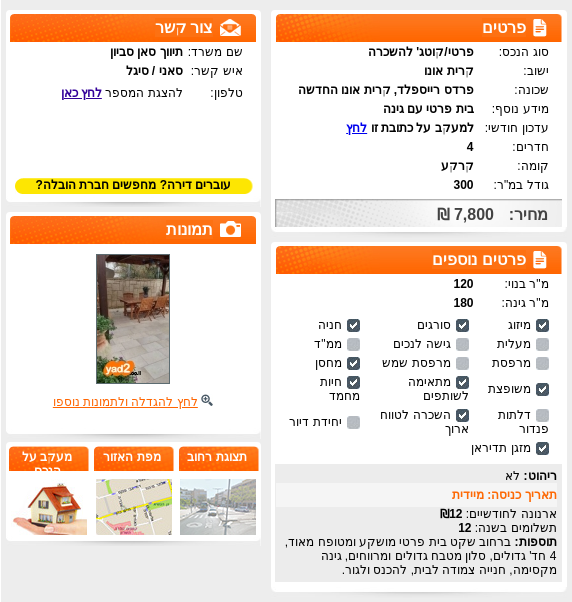 פרטים
סוג הנכס: פרטי/קוטג' להשכרה
ישוב: קרית אונו
שכונה: פרדס רייספלד, קרית אונו החדשה
מידע נוסף: בית פרטי עם גינה
עדכון חודשי: למעקב על כתובת זו לחץ
חדרים: 4
קומה: קרקע
גודל במ"ר: 300
מחיר: 7,800 ₪
פרטים נוספים
מ"ר בנוי: 120
מ"ר גינה: 180
מיזוג סורגים חניה
מעלית גישה לנכים ממ"ד
מרפסת מרפסת שמש מחסן
משופצת מתאימה לשותפים חיות מחמד
דלתות פנדור השכרה לטווח ארוך יחידת דיור
מזגן תדיראן
ריהוט: לא
תאריך כניסה: מיידית
ארנונה לחודשיים: 12₪
תשלומים בשנה: 12
תוספות: ברחוב שקט בית פרטי מושקע ומטופח מאוד,
4 חד' גדולים, סלון מטבח גדולים ומרווחים, גינה
מקסימה, חנייה צמודה לבית, להכנס ולגור.
צור קשר
שם משרד: תיווך סאן סביון
איש קשר: סאני / סיגל
טלפון: להצגת המספר לחץ כאן
עוברים דירה? מחפשים חברת הובלה?
תמונות
yad2
לחץ להגדלה ולתמונות נוספו
תצוגת רחוב
מפת האזור
מעקב על
הנכס